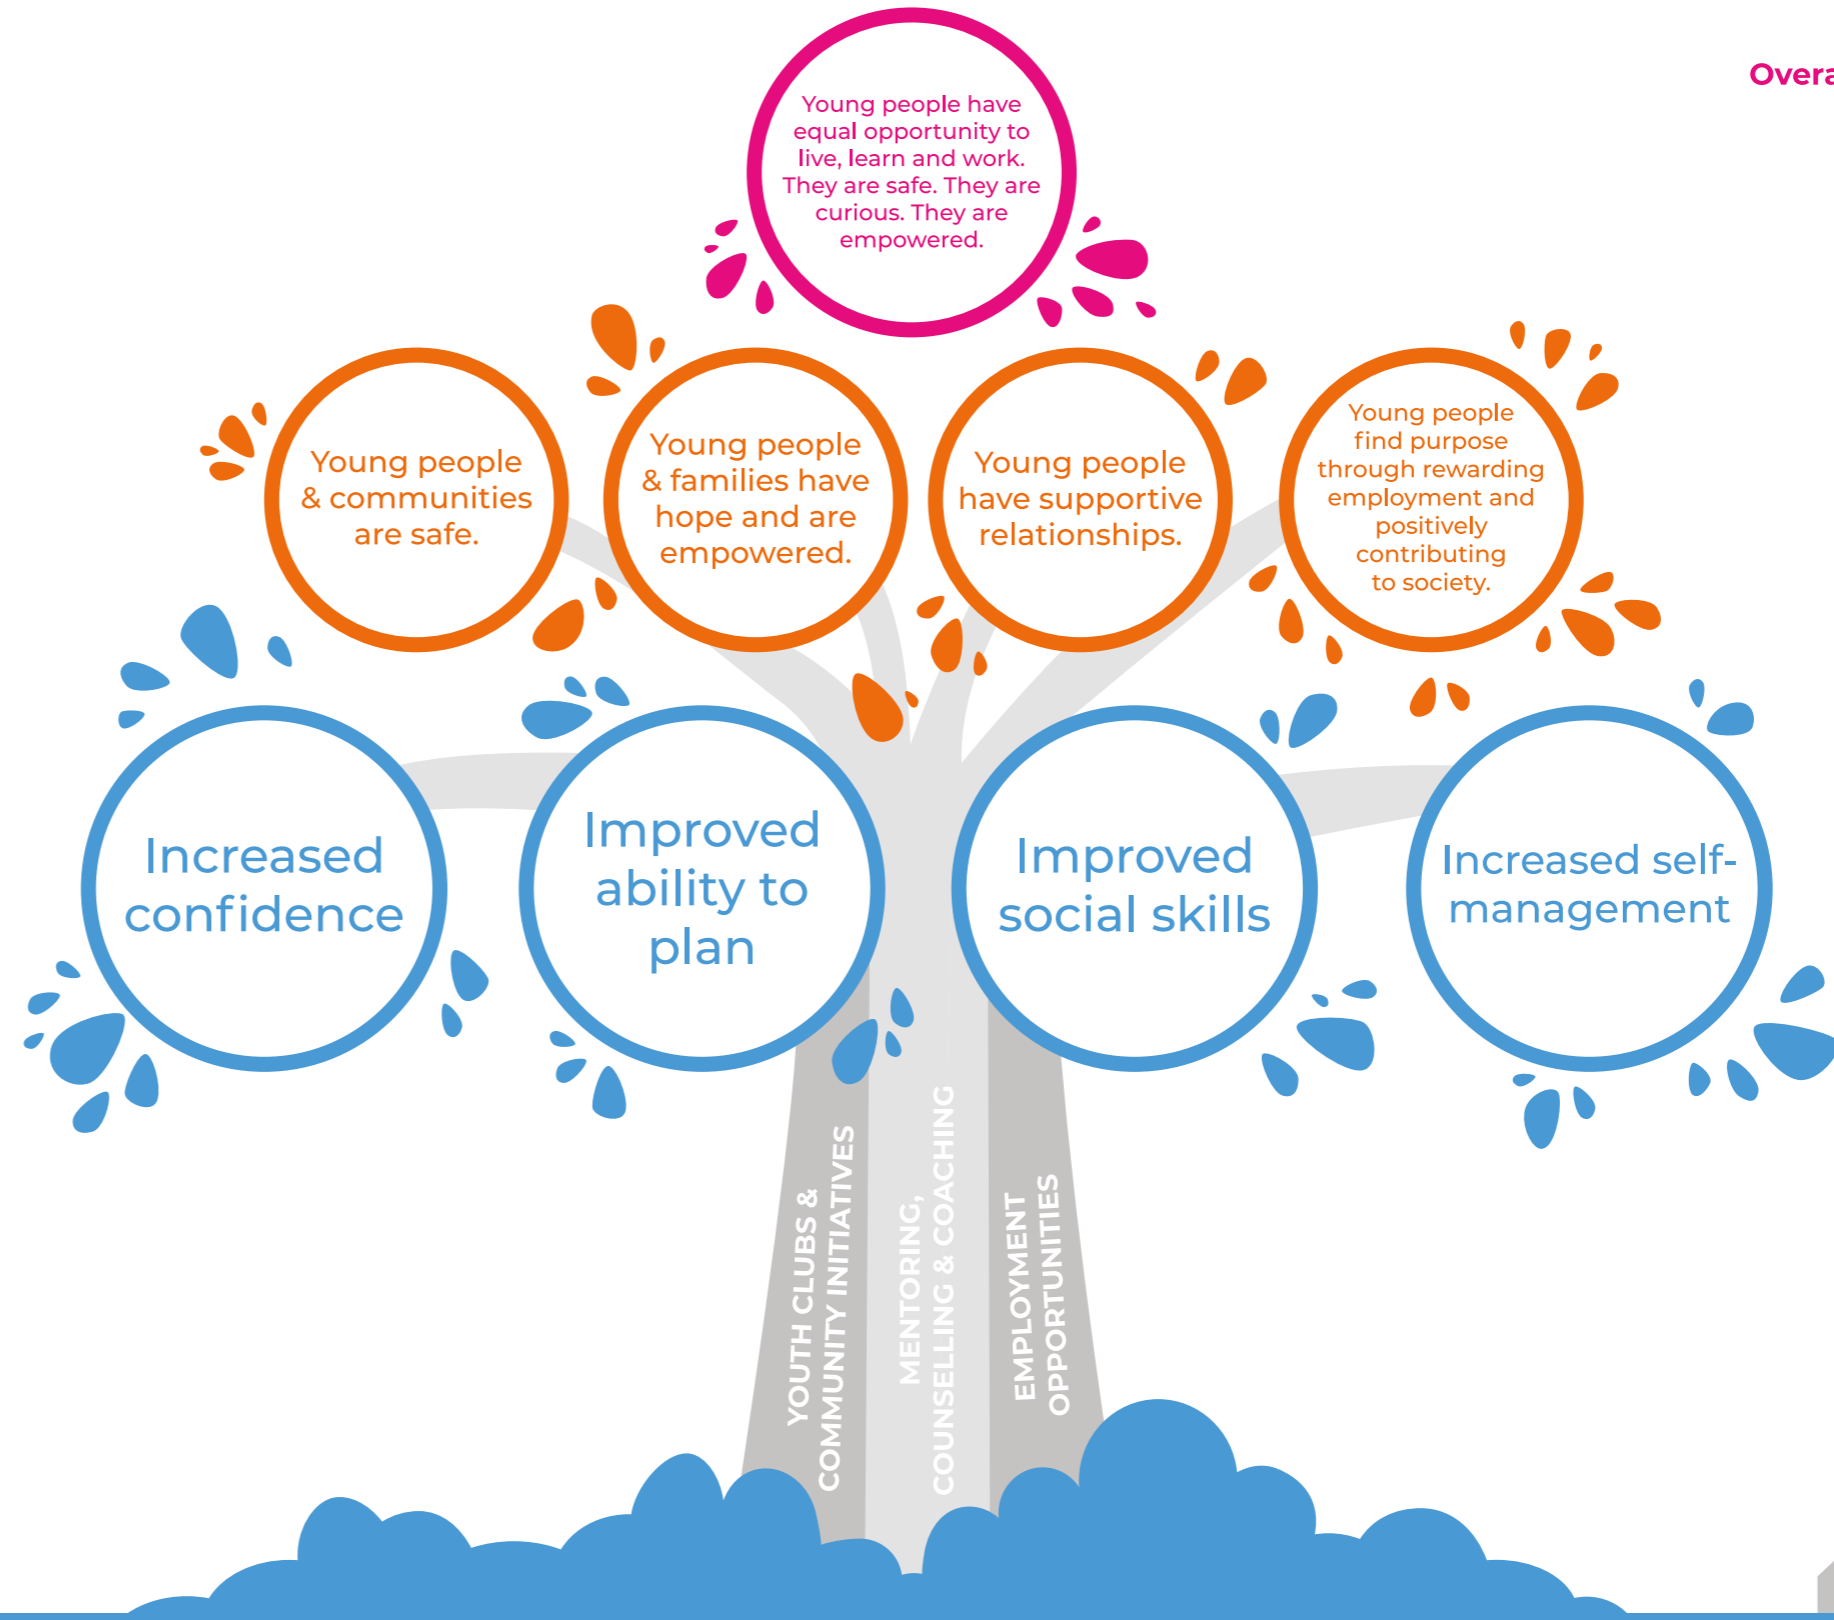 Overa
Young people have
equal opportunity to
live, learn and work.
They are safe. They are
curious. They are
empowered.
Young people
& communities
are safe.
Young people
& families have
hope and are
empowered.
Young people
have supportive
relationships.
Young people
find purpose
through rewarding
employment and
positively
contributing
to society.
Increased
confidence
Improved
ability to
plan
Improved
social skills
Increased self-
management
YOUTH CLUBS &
COMMUNITY INITIATIVES
MENTORING,
COUNSELLING & COACHING
EMPLOYMENT
OPPORTUNITIES